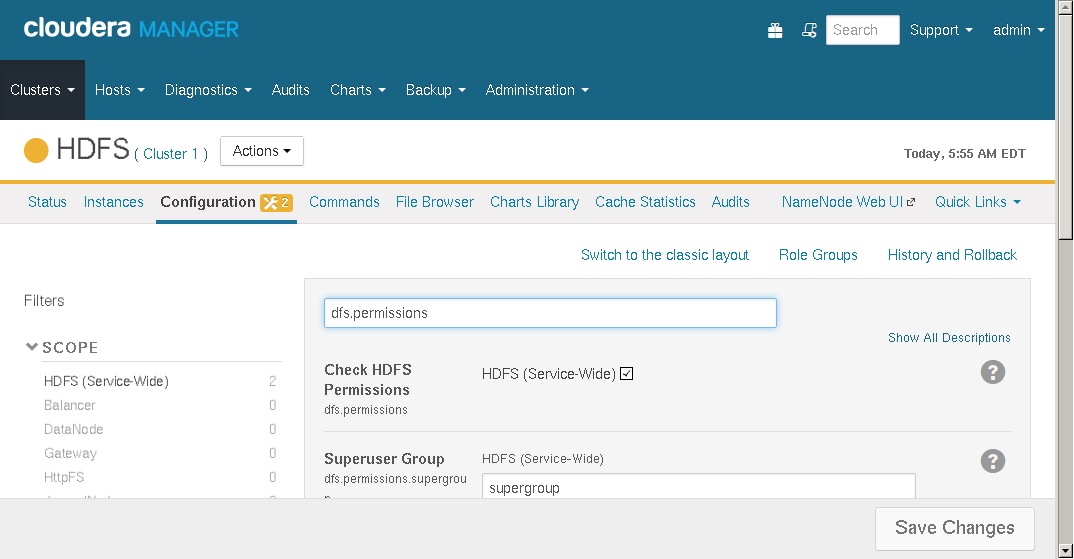 cloudera MANAGER
Search
Support
admin
Clusters
Hosts
Diagnostics
Audits
Charts
Backup
Administration
HDFS ( Cluster 1 )
Actions
Today, 5:55 AM EDT
Status
Instances
Configuration 2
Commands
File Browser
Charts Library
Cache Statistics
Audits
NameNode Web UI
Quick Links
Switch to the classic layout
Role Groups
History and Rollback
Filters
dfs.permissions
Show All Descriptions
SCOPE
HDFS (Service-Wide) 2
Balancer 0
DataNode 0
Gateway 0
HttpFS 0
Check HDFS
Permissions
dfs.permissions
HDFS (Service-Wide)
?
Superuser Group
dfs.permissions.supergrou
HDFS (Service-Wide)
supergroup
?
Save Changes